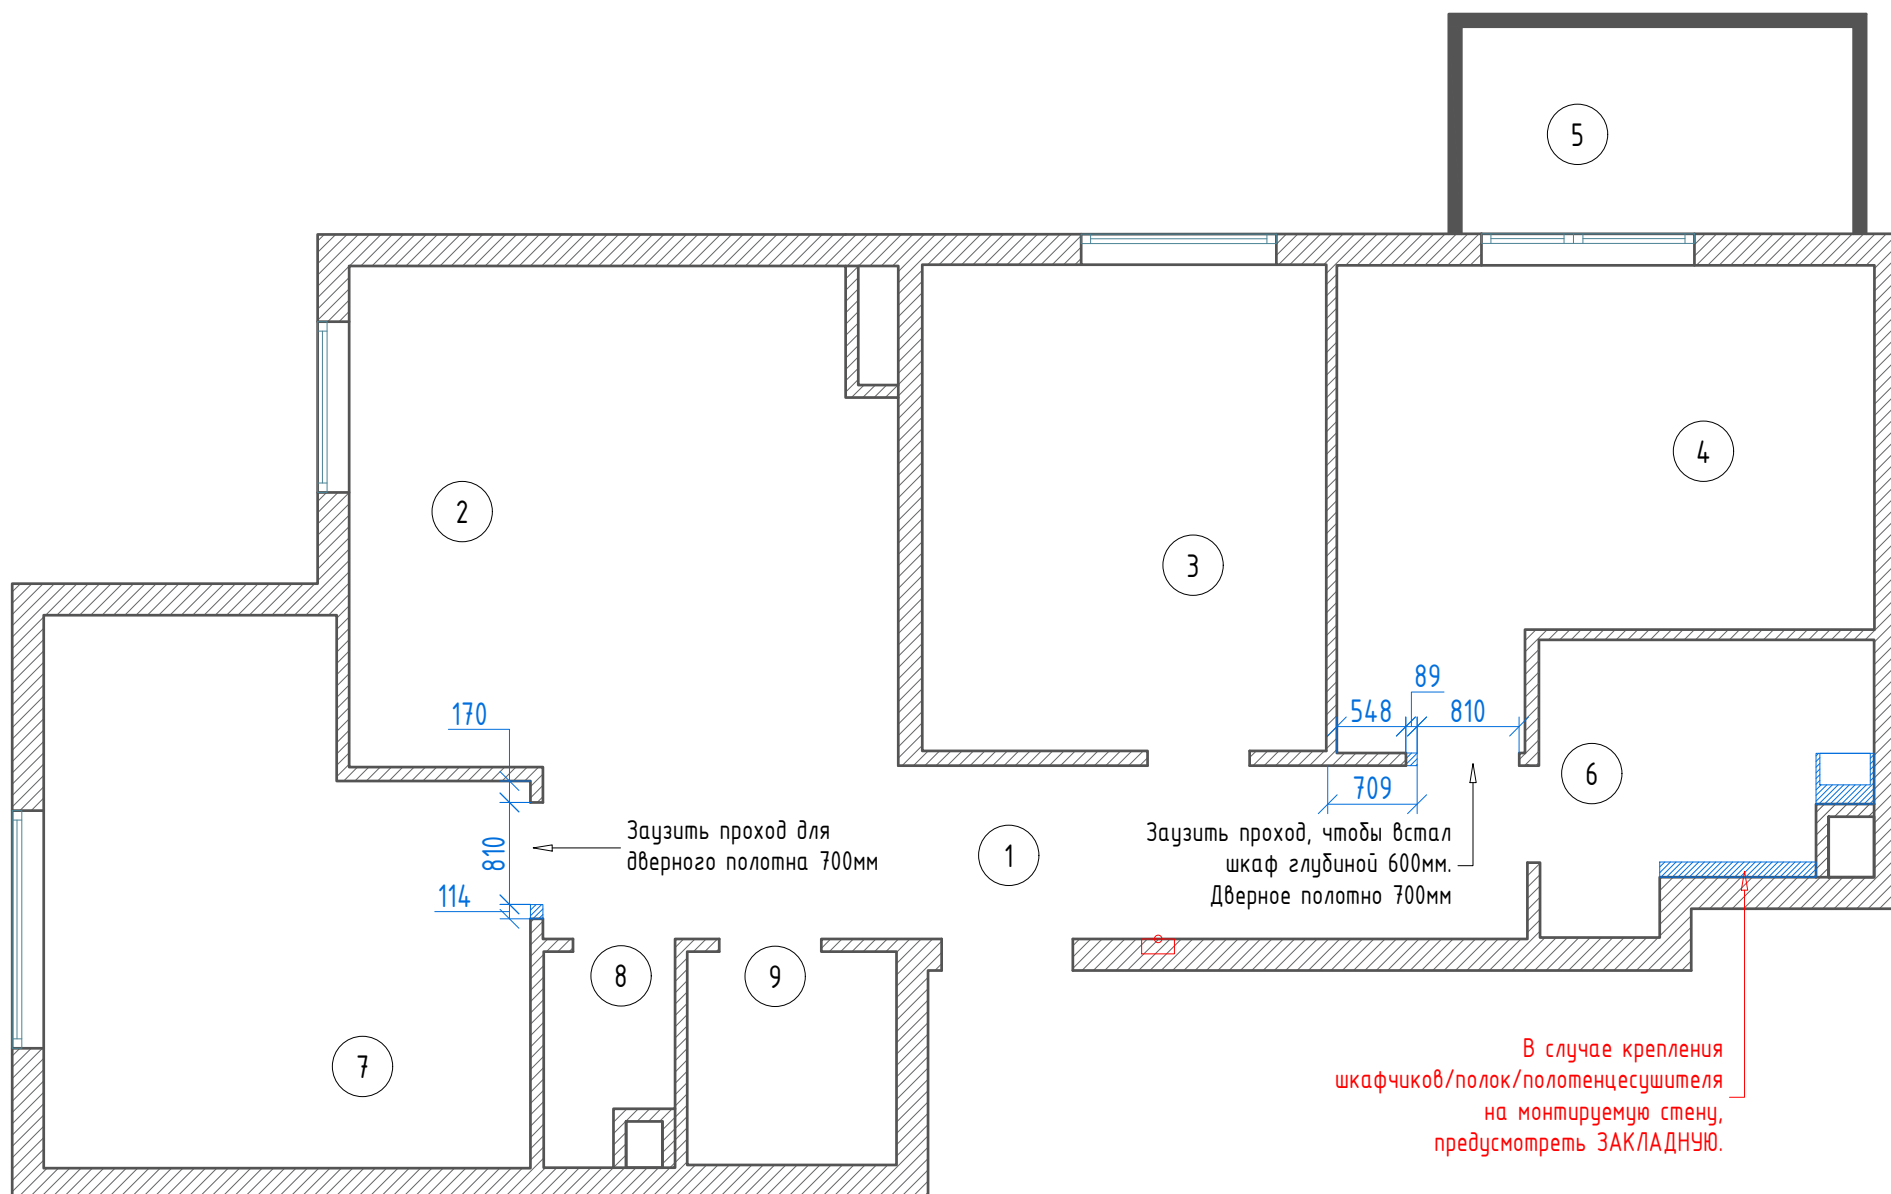 5
4
2
3
89
548
810
170
6
709
Заузить проход для
дверного полотна 700мм
810
1
Заузить проход, чтобы встал
шкаф глубиной 600мм.
Дверное полотно 700мм
114
8
9
7
В случае крепления
шкафчиков/полок/полотенцесушителя
на монтируемую стену,
предусмотреть ЗАКЛАДНУЮ.